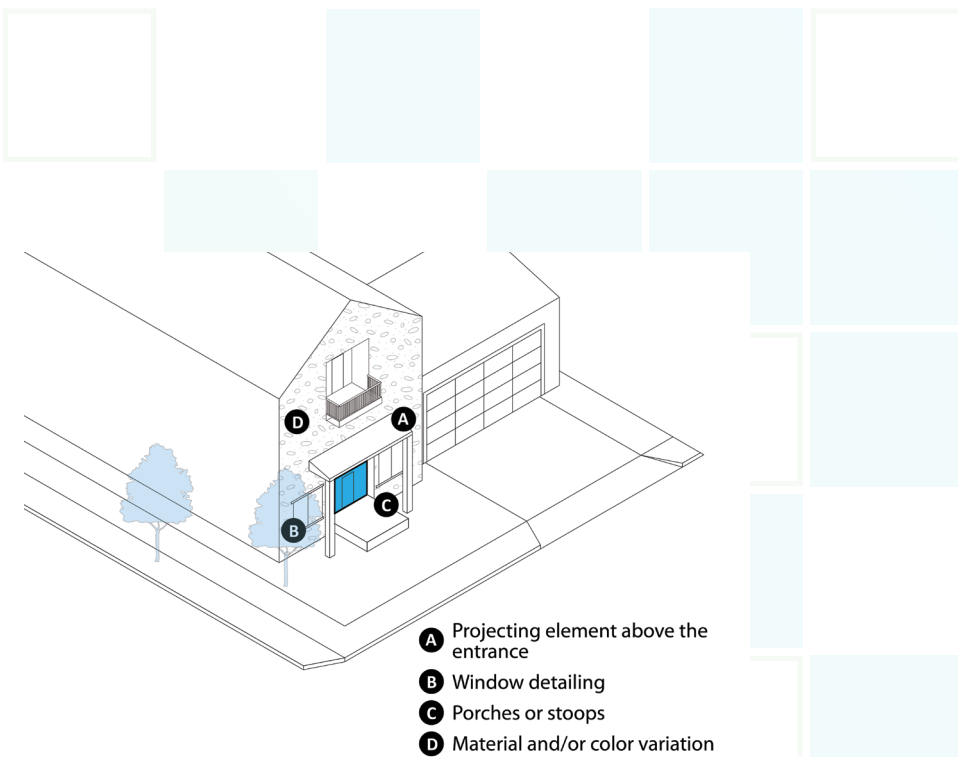 D
A
C
B
A Projecting element above the
entrance
B Window detailing
C Porches or stoops
D Material and/or color variation